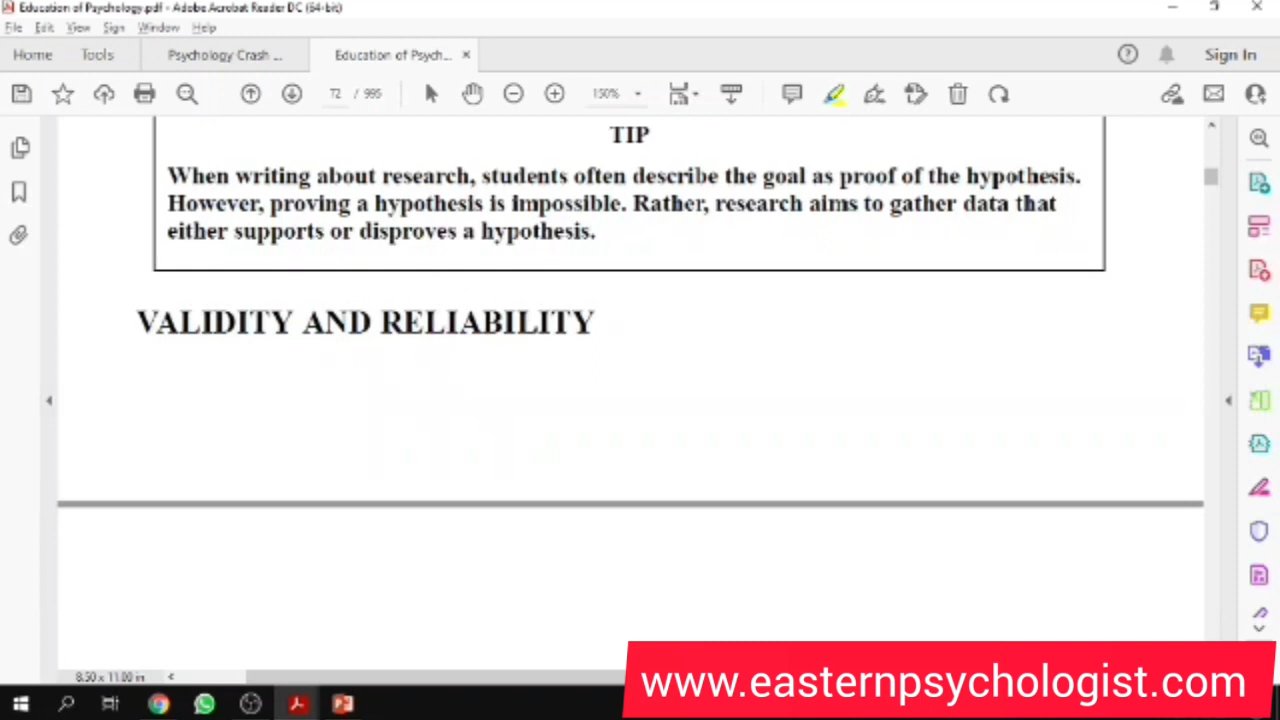 Education of Psychology.pdf - Adobe Acrobat Reader DC (64-bit)
File Edit View Sign Window Help
Home Tools Psychology Crash ... Education of Psych... × Sign In
72 / 995 150%
TIP
When writing about research, students often describe the goal as proof of the hypothesis.
However, proving a hypothesis is impossible. Rather, research aims to gather data that
either supports or disproves a hypothesis.
VALIDITY AND RELIABILITY
8.50 x 11.00 in
www.easternpsychologist.com